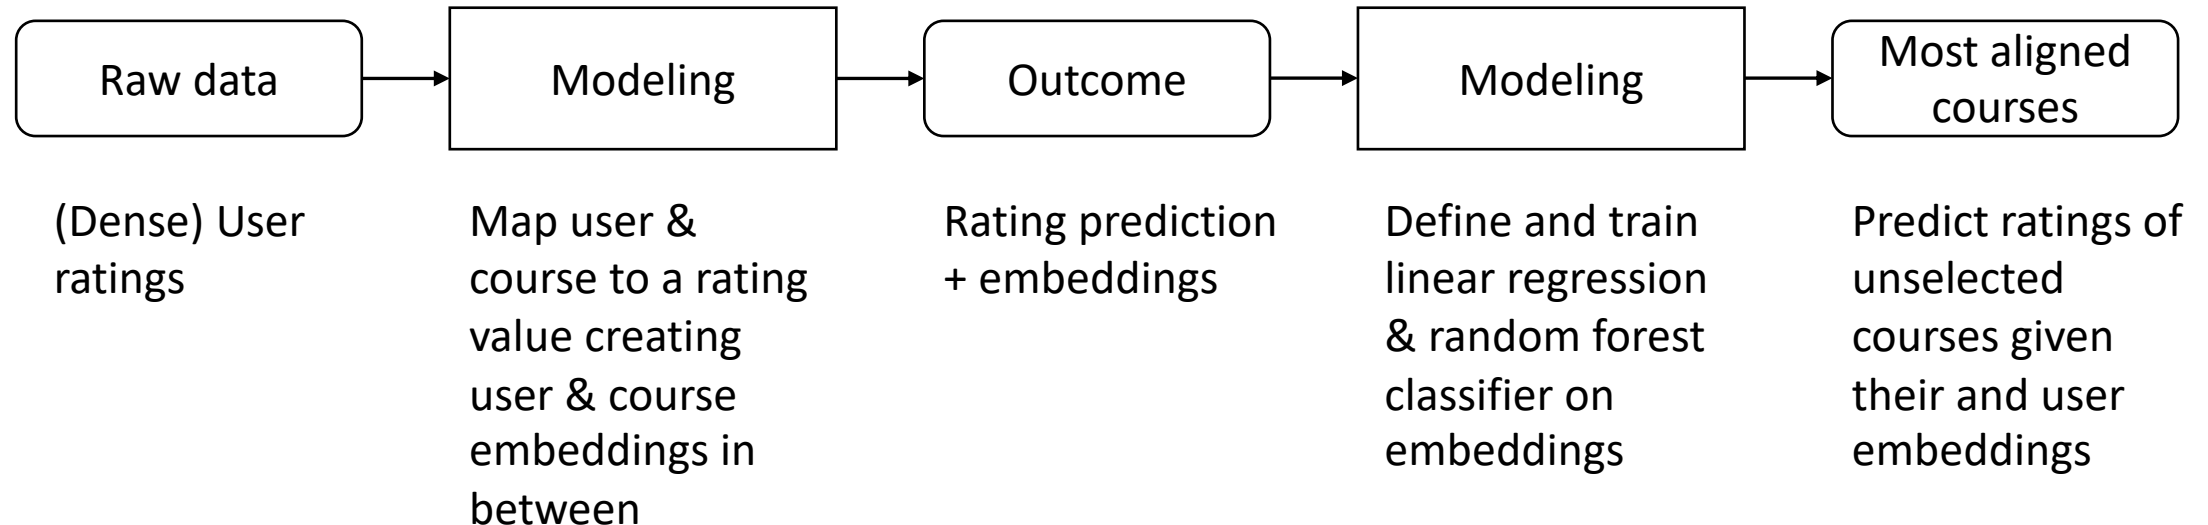 Raw data
Modeling
Outcome
Modeling
Most aligned
courses
(Dense) User
ratings
Map user &
course to a rating
value creating
user & course
embeddings in
between
Rating prediction
+ embeddings
Define and train
linear regression
& random forest
classifier on
embeddings
Predict ratings of
unselected
courses given
their and user
embeddings